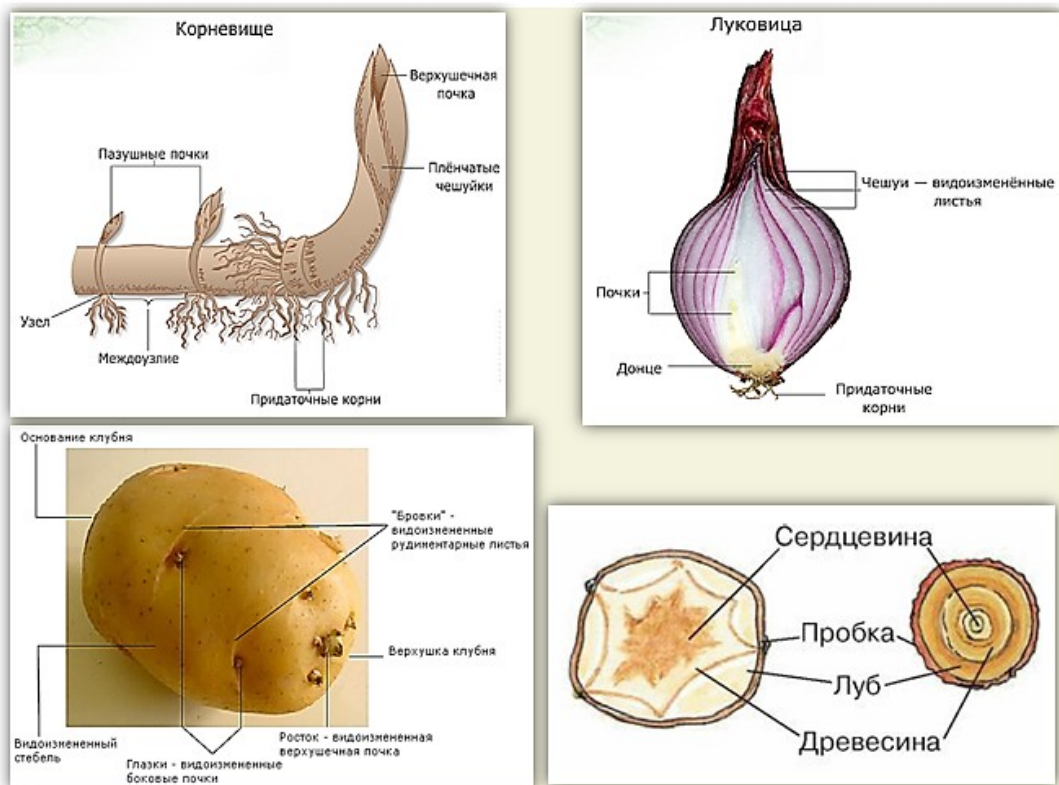 Корневище
Верхушечная
почка
Пазушные почки
Плёнчатые
чешуйки
Узел
Междоузлие
Придаточные корни
Луковица
Чешуи — видоизменённые
листья
Почки
Донце
Придаточные
корни
Основание клубня
"Бровки" -
видоизмененные
рудиментарные листья
Верхушка клубня
Видоизмененный
стебель
Глазки - видоизмененные
боковые почки
Росток - видоизмененная
верхушечная почка
Сердцевина
Пробка
Луб
Древесина